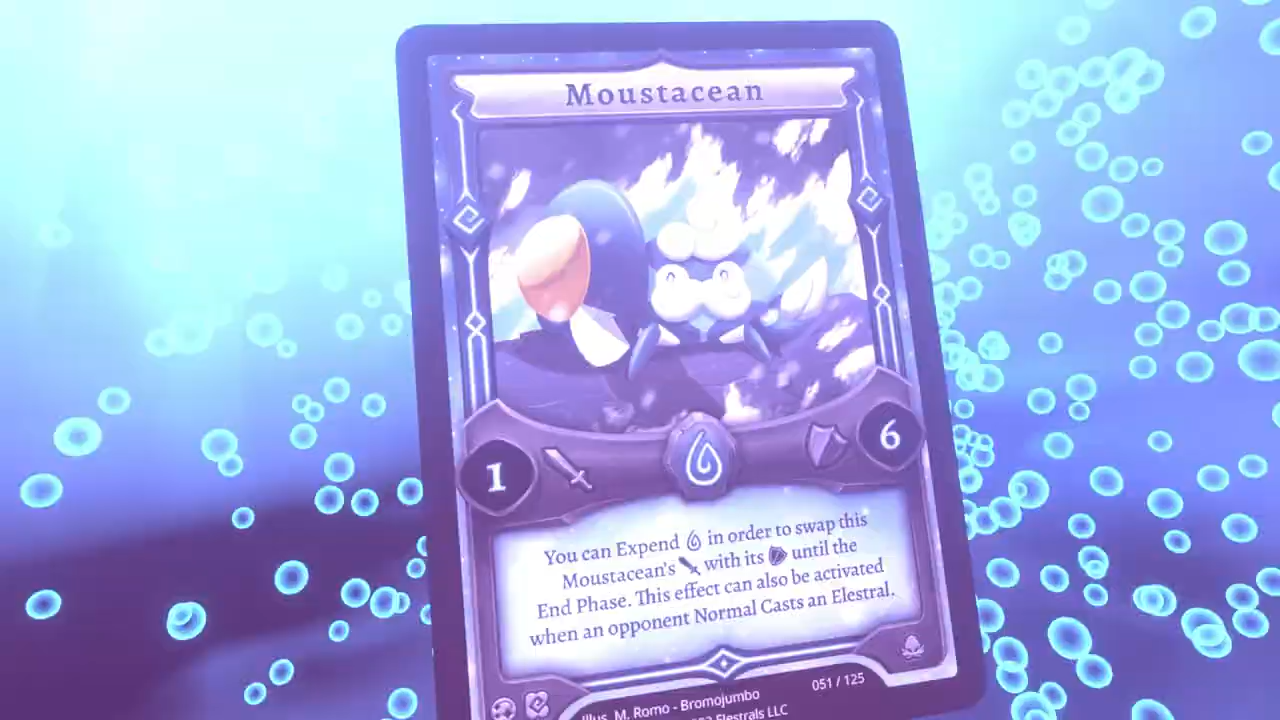 Moustacean
1
6
You can Expend in order to swap this
Moustacean's with its until the
End Phase. This effect can also be activated
when an opponent Normal Casts an Elestral.
Illus. M. Romo - Bromojumbo
051 / 125
Elestrals LLC